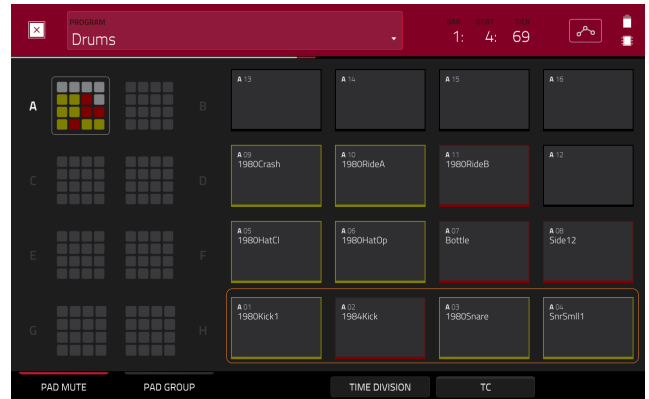 PROGRAM
Drums
BAR BEAT TICK
1: 4: 69
A
B
C
D
E
F
G
H
A 13
A 14
A 15
A 16
A 09
1980Crash
A 10
1980RideA
A 11
1980RideB
A 12
A 05
1980HatCl
A 06
1980HatOp
A 07
Bottle
A 08
Side12
A 01
1980Kick1
A 02
1984Kick
A 03
1980Snare
A 04
SnrSmll1
PAD MUTE
PAD GROUP
TIME DIVISION
TC